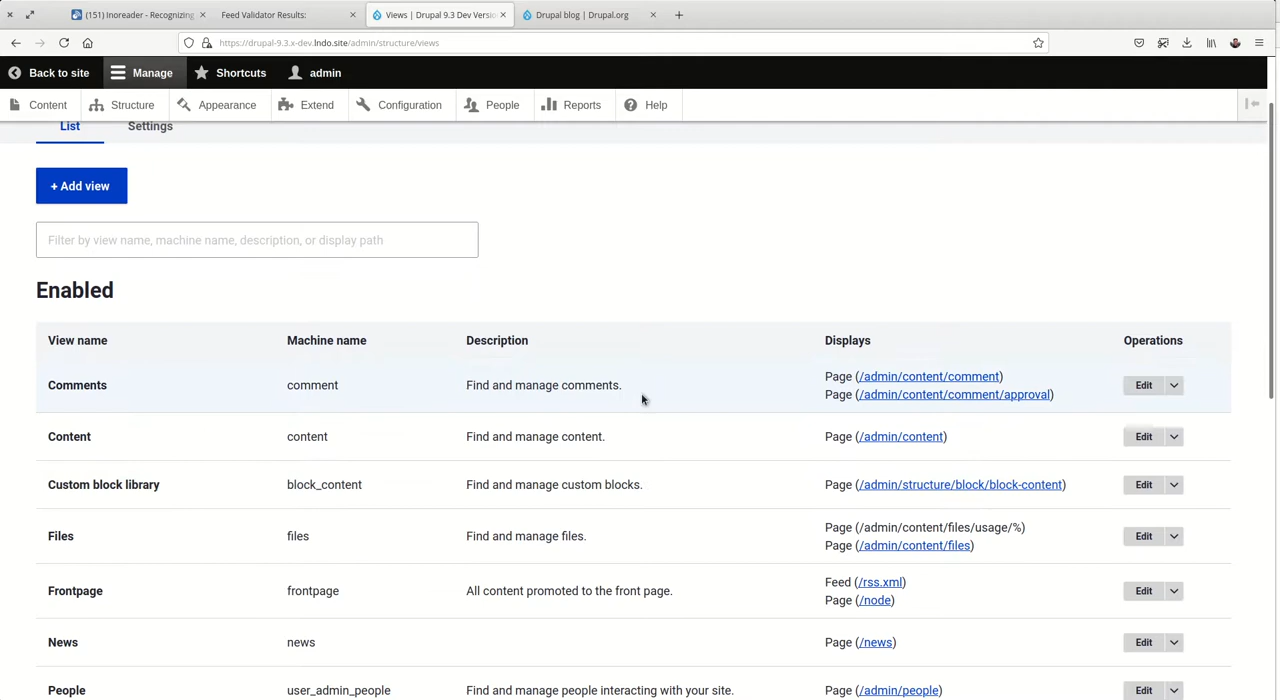 (151) Inoreader - Recognizing
Feed Validator Results:
Views | Drupal 9.3 Dev Versio
Drupal blog | Drupal.org
https://drupal-9.3.x-dev.lndo.site/admin/structure/views
Back to site
Manage
Shortcuts
admin
Content
Structure
Appearance
Extend
Configuration
People
Reports
Help
List
Settings
+ Add view
Filter by view name, machine name, description, or display path
Enabled
View name Machine name Description Displays Operations
Comments comment Find and manage comments. Page (/admin/content/comment) Edit
Page (/admin/content/comment/approval)
Content content Find and manage content. Page (/admin/content) Edit
Custom block library block_content Find and manage custom blocks. Page (/admin/structure/block/block-content) Edit
Files files Find and manage files. Page (/admin/content/files/usage/%) Edit
Page (/admin/content/files)
Frontpage frontpage All content promoted to the front page. Feed (/rss.xml) Edit
Page (/node)
News news Page (/news) Edit
People user_admin_people Find and manage people interacting with your site. Page (/admin/people) Edit